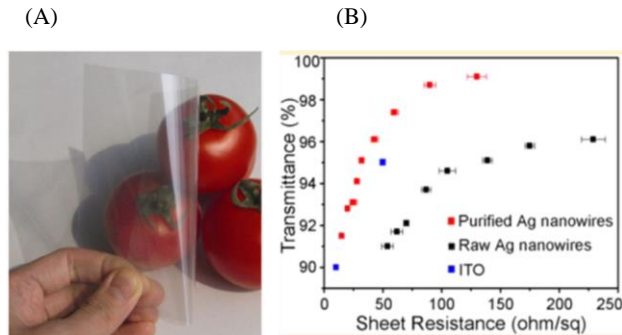 (A) (B)
100
98
96
94
92
90
Transmittance (%)
0 50 100 150 200 250
Sheet Resistance (ohm/sq)
Purified Ag nanowires
Raw Ag nanowires
ITO